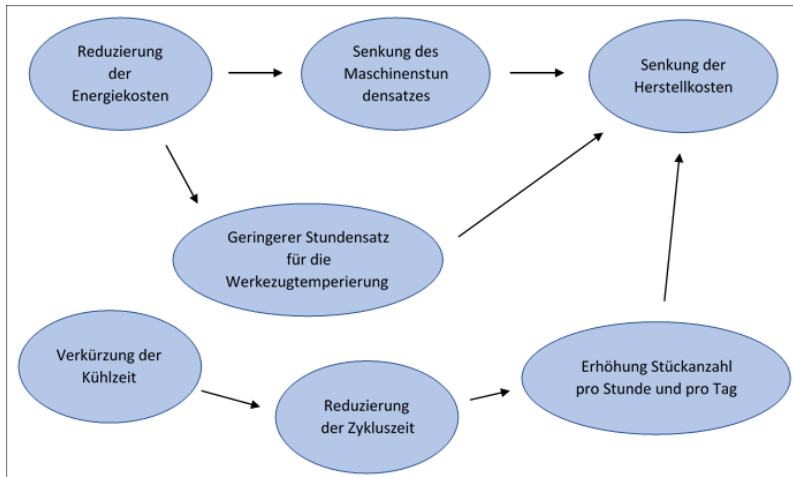 Reduzierung
der
Energiekosten
Senkung des
Maschinenstun
densatzes
Senkung der
Herstellkosten
Geringerer Stundensatz
für die
Werkezugtemperierung
Verkürzung der
Kühlzeit
Reduzierung
der Zykluszeit
Erhöhung Stückanzahl
pro Stunde und pro Tag